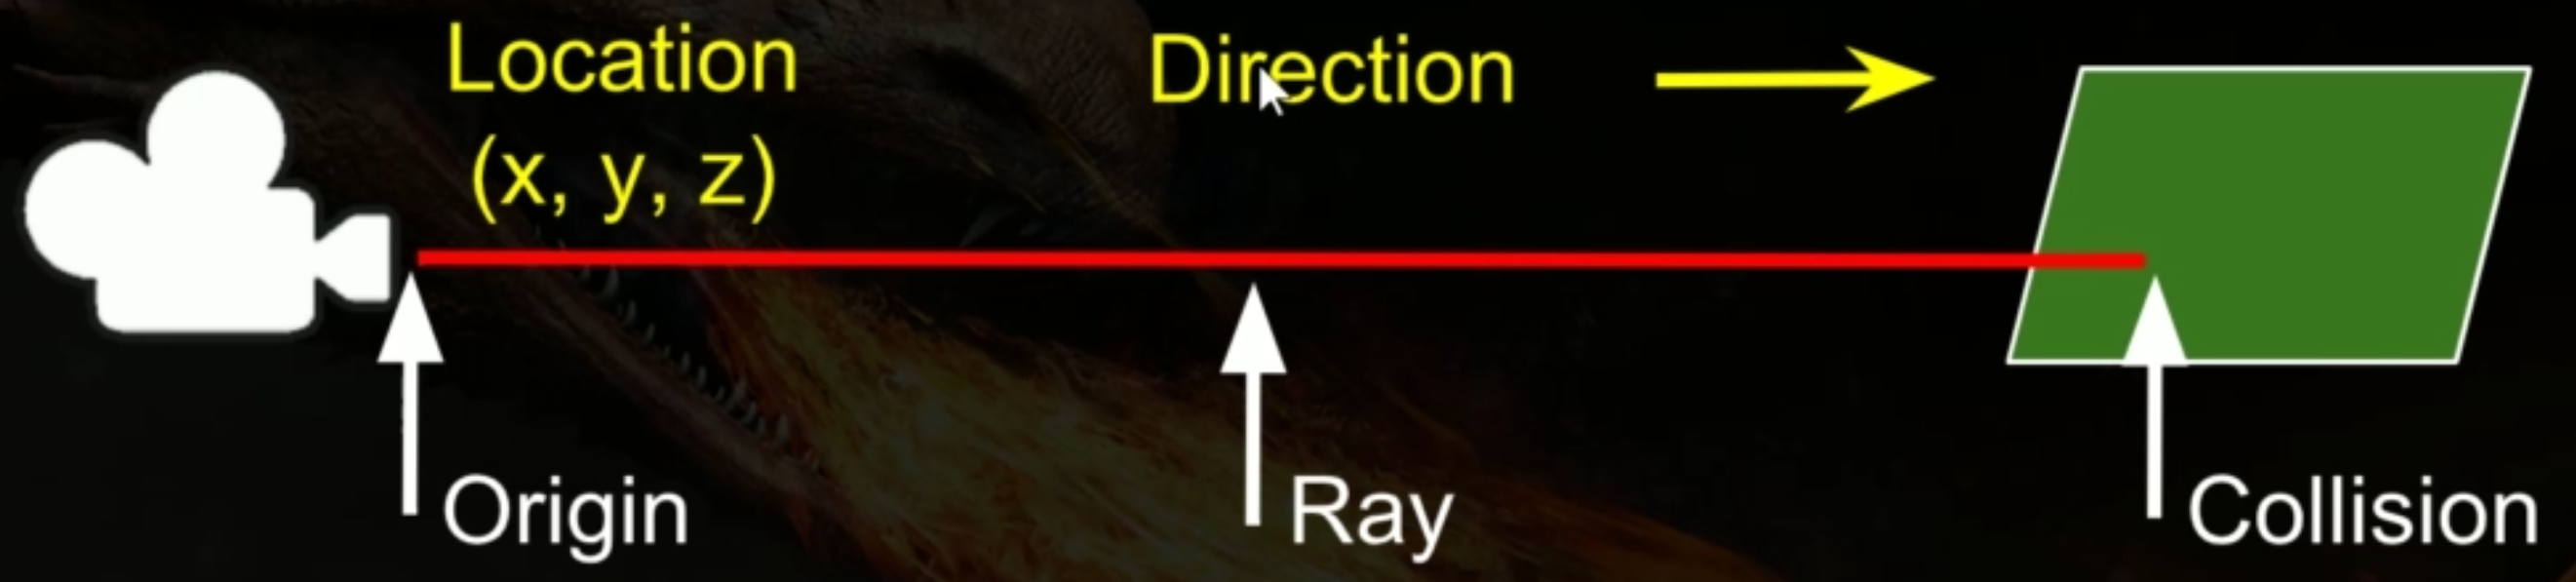 Location
(x, y, z)
Direction
Origin
Ray
Collision